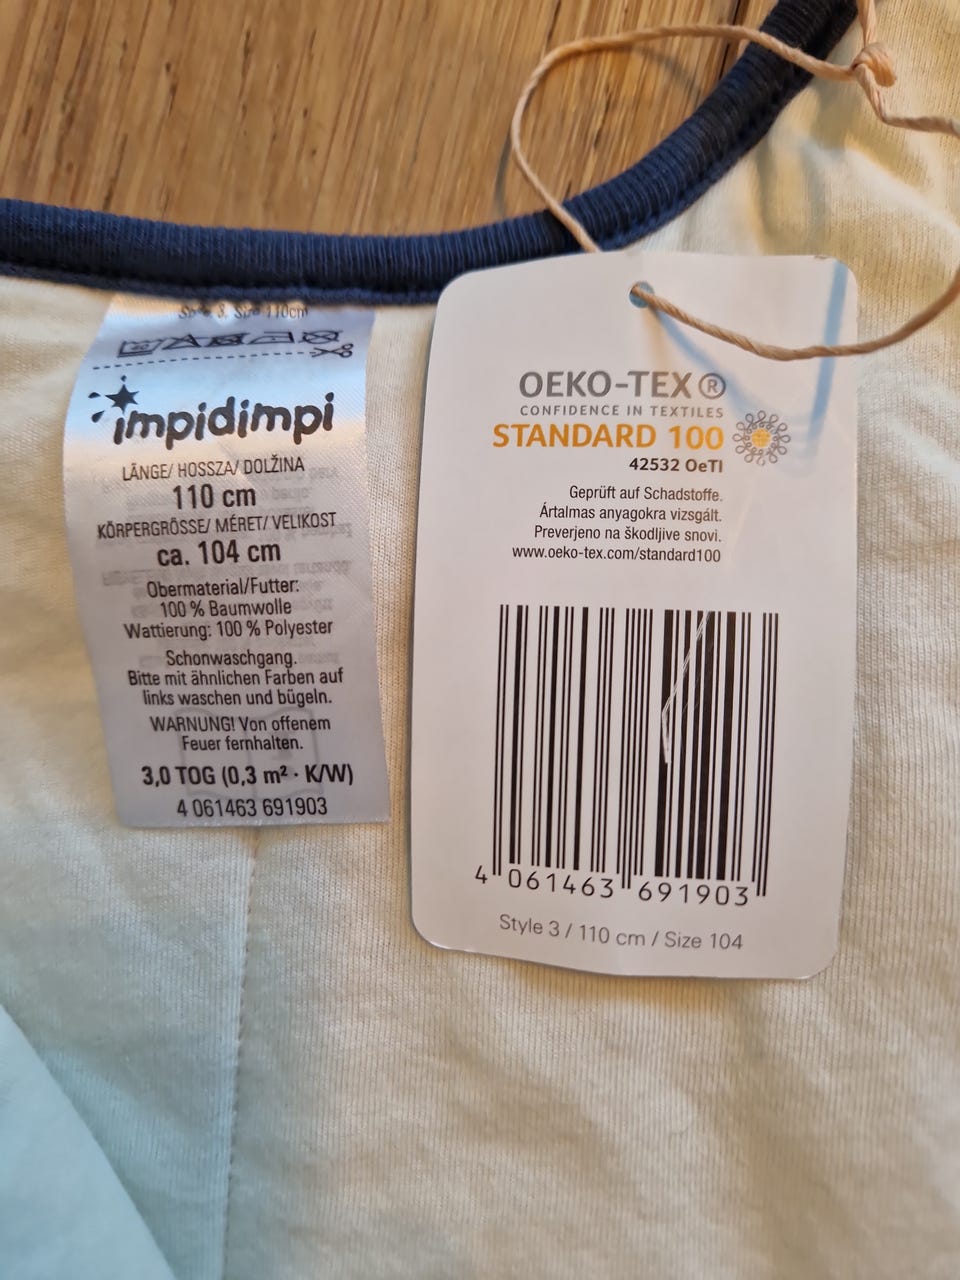 Size 110cm
impidimpi
LÄNGE/ HOSSZA/ DOLŽINA
110 cm
KÖRPERGRÖSSE/ MÉRET/ VELIKOST
ca. 104 cm
Obermaterial/Futter:
100 % Baumwolle
Wattierung: 100 % Polyester
Schonwaschgang.
Bitte mit ähnlichen Farben auf
links waschen und bügeln.
WARNUNG! Von offenem
Feuer fernhalten.
3,0 TOG (0,3 m² · K/W)
4 061463 691903
OEKO-TEX®
CONFIDENCE IN TEXTILES
STANDARD 100
42532 OeTI
Geprüft auf Schadstoffe.
Ártalmas anyagokra vizsgált.
Preverjeno na škodljive snovi.
www.oeko-tex.com/standard100
4 061463 691903
Style 3 / 110 cm / Size 104